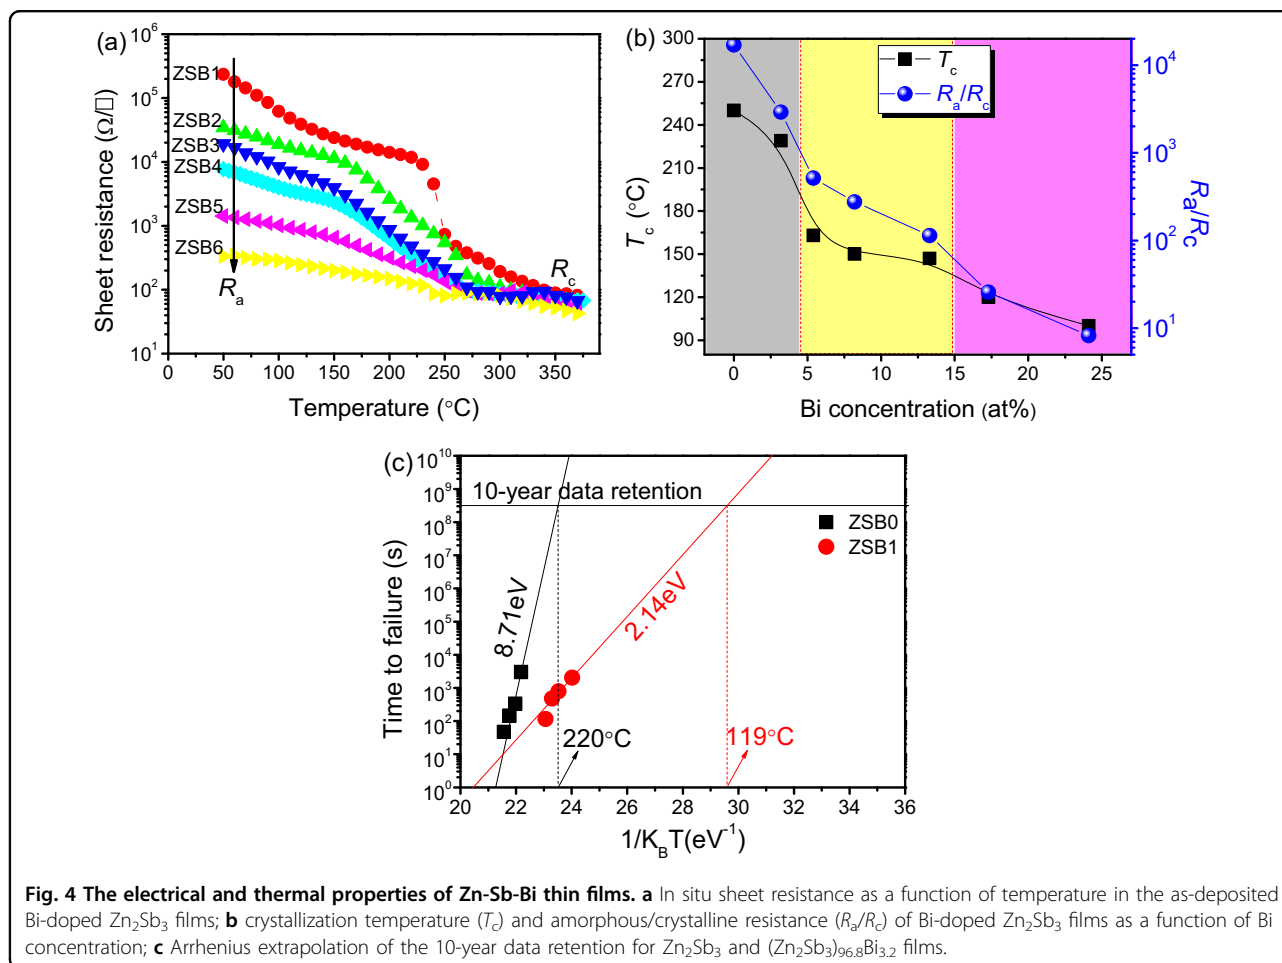 (a)
10^6
10^5
10^4
10^3
10^2
10^1
Sheet resistance (Ω/□)
ZSB1
ZSB2
ZSB3
ZSB4
ZSB5
ZSB6
R_a
R_c
0 50 100 150 200 250 300 350
Temperature (°C)
(b)
300
270
240
210
180
150
120
90
T_c (°C)
T_c
R_a/R_c
10^4
10^3
10^2
10^1
Ra/Rc
0 5 10 15 20 25
Bi concentration (at%)
(c)
10^10
10^9
10^8
10^7
10^6
10^5
10^4
10^3
10^2
10^1
10^0
Time to failure (s)
10-year data retention
ZSB0
ZSB1
8.71eV
2.14eV
220°C
119°C
20 22 24 26 28 30 32 34 36
1/K_BT(eV^-1)
Fig. 4 The electrical and thermal properties of Zn-Sb-Bi thin films. a In situ sheet resistance as a function of temperature in the as-deposited
Bi-doped Zn₂Sb₃ films; b crystallization temperature (T_c) and amorphous/crystalline resistance (R_a/R_c) of Bi-doped Zn₂Sb₃ films as a function of Bi
concentration; c Arrhenius extrapolation of the 10-year data retention for Zn₂Sb₃ and (Zn₂Sb₃)₉₆.₈Bi₃.₂ films.